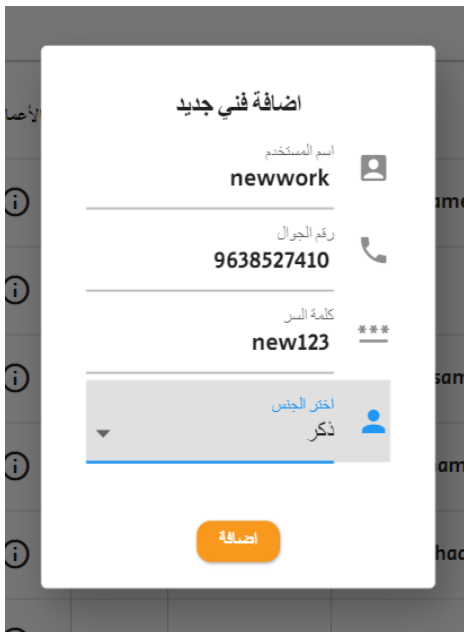 اضافة فني جديد
اسم المستخدم
newwork
رقم الجوال
9638527410
كلمة السر
new123
اختر الجنس
ذكر
اضافة